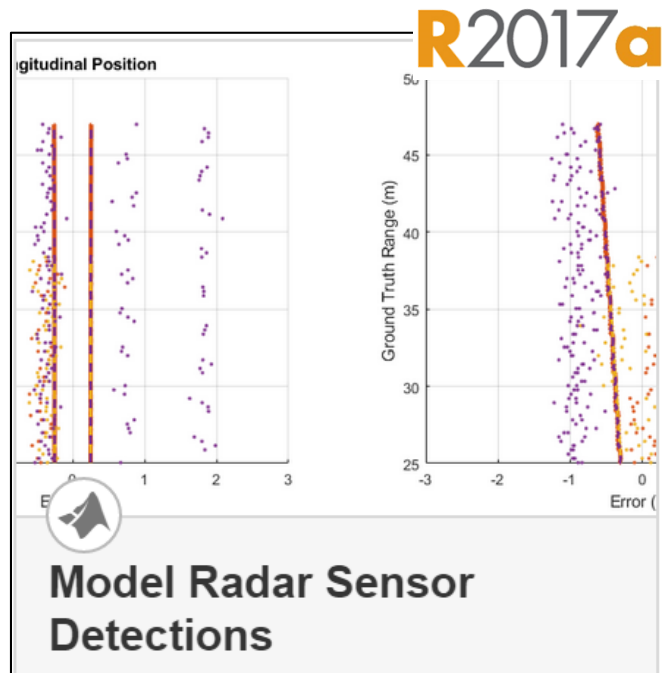 R2017a
gitudinal Position
50
45
40
35
30
25
Ground Truth Range (m)
0 1 2 3
-3 -2 -1 0
E
Error (
Model Radar Sensor
Detections